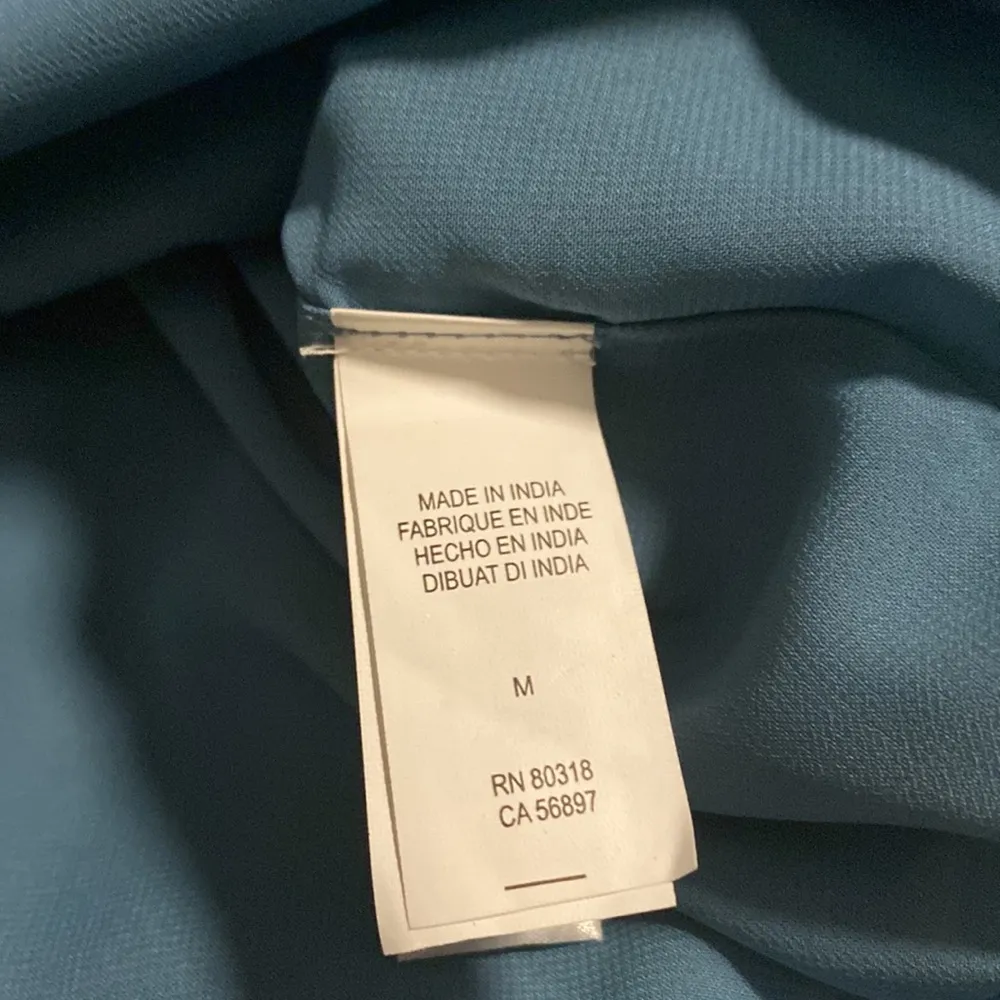 MADE IN INDIA
FABRIQUE EN INDE
HECHO EN INDIA
DIBUAT DI INDIA
M
RN 80318
CA 56897